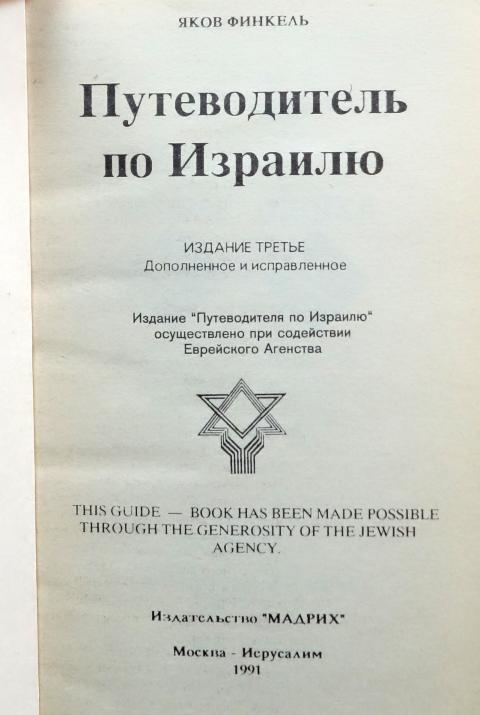 ЯКОВ ФИНКЕЛЬ
Путеводитель
по Израилю
ИЗДАНИЕ ТРЕТЬЕ
Дополненное и исправленное
Издание "Путеводителя по Израилю"
осуществлено при содействии
Еврейского Агенства
THIS GUIDE — BOOK HAS BEEN MADE POSSIBLE
THROUGH THE GENEROSITY OF THE JEWISH
AGENCY.
Издательство "МАДРИХ"
Москва - Иерусалим
1991